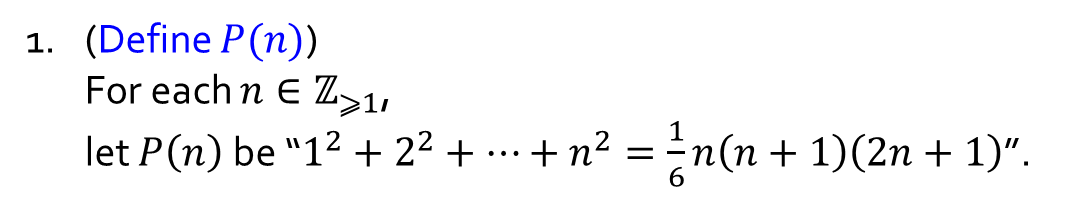 1. (Define P(n))
For each n ∈ ℤ⩾1,
let P(n) be “1² + 2² + ⋯ + n² = 1/6 n(n + 1)(2n + 1)”.